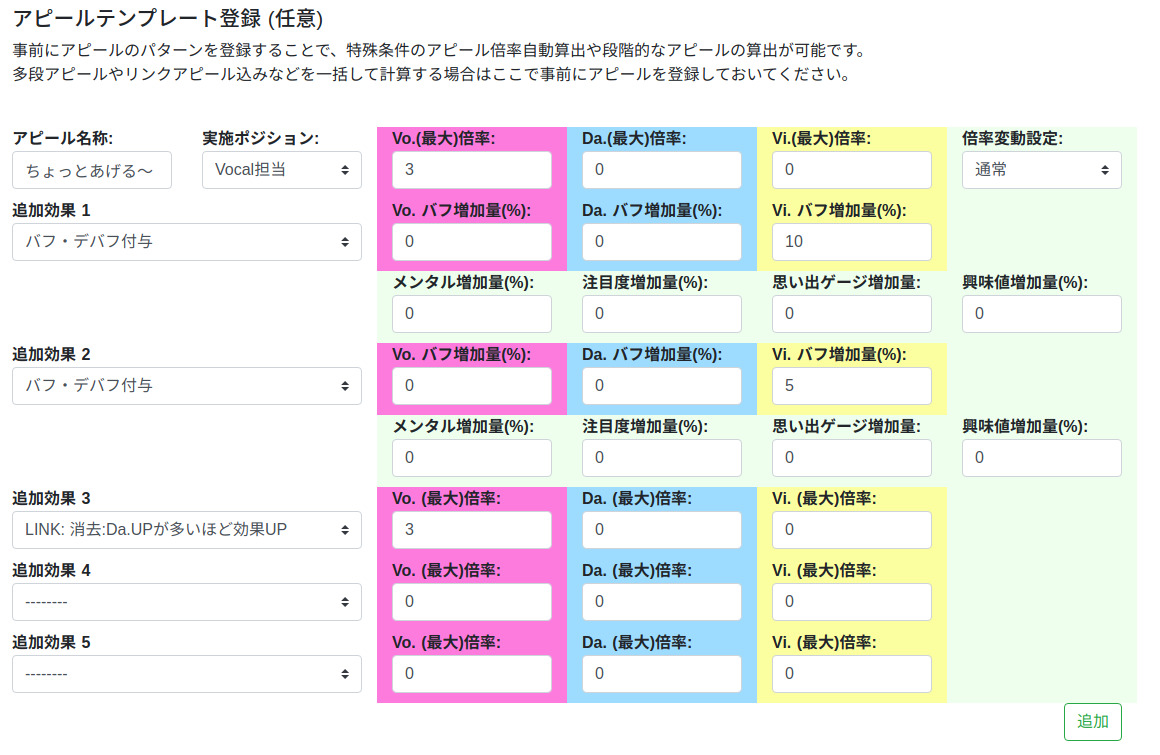 アピールテンプレート登録 (任意)
事前にアピールのパターンを登録することで、特殊条件のアピール倍率自動算出や段階的なアピールの算出が可能です。
多段アピールやリンクアピール込みなどを一括して計算する場合はここで事前にアピールを登録しておいてください。
アピール名称: 実施ポジション: Vo.(最大)倍率: Da.(最大)倍率: Vi.(最大)倍率: 倍率変動設定:
ちょっとあげる～ Vocal担当 3 0 0 通常
追加効果 1 Vo. バフ増加量(%): Da. バフ増加量(%): Vi. バフ増加量(%):
バフ・デバフ付与 0 0 10
メンタル増加量(%): 注目度増加量(%): 思い出ゲージ増加量: 興味値増加量(%):
0 0 0 0
追加効果 2 Vo. バフ増加量(%): Da. バフ増加量(%): Vi. バフ増加量(%):
バフ・デバフ付与 0 0 5
メンタル増加量(%): 注目度増加量(%): 思い出ゲージ増加量: 興味値増加量(%):
0 0 0 0
追加効果 3 Vo. (最大)倍率: Da. (最大)倍率: Vi. (最大)倍率:
LINK: 消去:Da.UPが多いほど効果UP 3 0 0
追加効果 4 Vo. (最大)倍率: Da. (最大)倍率: Vi. (最大)倍率:
-------- 0 0 0
追加効果 5 Vo. (最大)倍率: Da. (最大)倍率: Vi. (最大)倍率:
-------- 0 0 0
追加